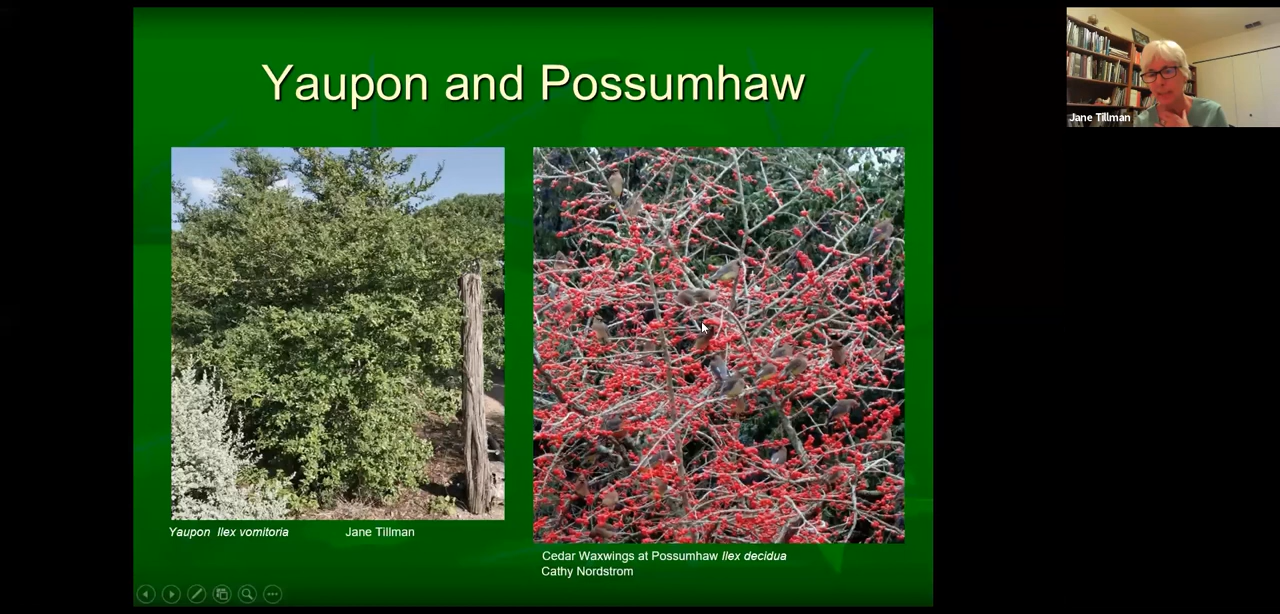 Yaupon and Possumhaw
Jane Tillman
Yaupon Ilex vomitoria Jane Tillman
Cedar Waxwings at Possumhaw Ilex decidua
Cathy Nordstrom